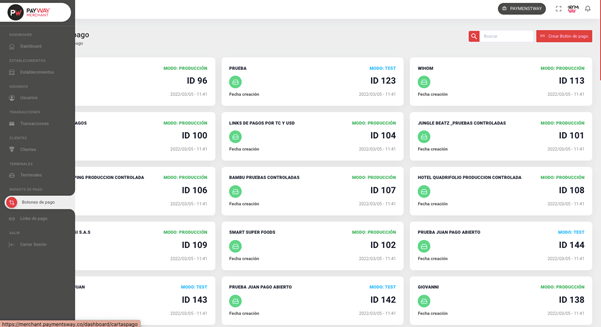 PAYWAY
MERCHANT
PAYMENSTWAY
pago
pago
Buscar
Crear Botón de pago
DASHBOARD
Dashboard
ESTABLECIMIENTOS
Establecimientos
USUARIOS
Usuarios
TRANSACCIONES
Transacciones
CLIENTES
Clientes
TERMINALES
Terminales
WIDGETS DE PAGO
Botones de pago
Links de pago
SALIR
Cerrar Sesión
MODO: PRODUCCIÓN
ID 96
2022/03/05 - 11:41
PRUEBA
MODO: TEST
ID 123
Fecha creación
2022/03/05 - 11:41
WIHOM
MODO: PRODUCCIÓN
ID 113
Fecha creación
2022/03/05 - 11:41
AGOS
MODO: PRODUCCIÓN
ID 100
2022/03/05 - 11:41
LINKS DE PAGOS POR TC Y USD
MODO: PRODUCCIÓN
ID 104
Fecha creación
2022/03/05 - 11:41
JUNGLE BEATZ _PRUEBAS CONTROLADAS
MODO: PRODUCCIÓN
ID 101
Fecha creación
2022/03/05 - 11:41
PING PRODUCCION CONTROLADA
MODO: PRODUCCIÓN
ID 106
2022/03/05 - 11:41
BAMBU PRUEBAS CONTROLADAS
MODO: PRODUCCIÓN
ID 107
Fecha creación
2022/03/05 - 11:41
HOTEL QUADRIFOLIO PRODUCCION CONTROLADA
MODO: PRODUCCIÓN
ID 108
Fecha creación
2022/03/05 - 11:41
S.A.S
MODO: PRODUCCIÓN
ID 109
2022/03/05 - 11:41
SMART SUPER FOODS
MODO: PRODUCCIÓN
ID 102
Fecha creación
2022/03/05 - 11:41
PRUEBA JUAN PAGO ABIERTO
MODO: TEST
ID 144
Fecha creación
2022/03/05 - 11:41
JUAN
MODO: TEST
ID 143
2022/03/05 - 11:41
PRUEBA JUAN PAGO ABIERTO
MODO: TEST
ID 142
Fecha creación
2022/03/05 - 11:41
GIOVANNI
MODO: PRODUCCIÓN
ID 138
Fecha creación
2022/03/05 - 11:41
https://merchant.paymentsway.co/dashboard/cartaspago